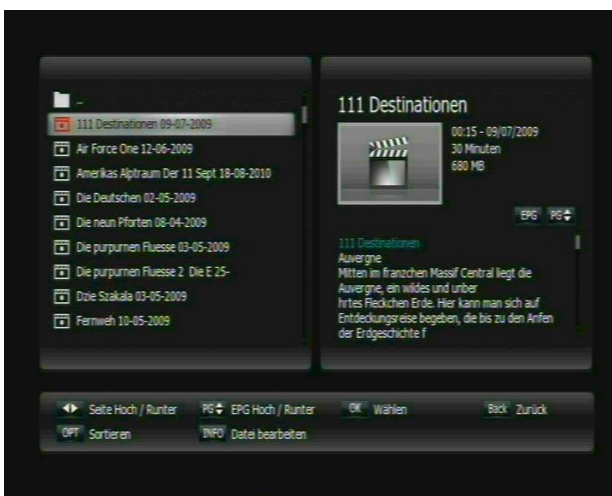 ..
111 Destinationen 09-07-2009
Air Force One 12-06-2009
Amerikas Alptraum Der 11 Sept 18-08-2010
Die Deutschen 02-05-2009
Die neun Pforten 08-04-2009
Die purpurnen Fluesse 03-05-2009
Die purpurnen Fluesse 2 Die E 25-
Dzie Szakala 03-05-2009
Fernweh 10-05-2009
111 Destinationen
00:15 - 09/07/2009
30 Minuten
680 MB
EPG PG
111 Destinationen
Auvergne
Mitten im franzchen Massif Central liegt die
Auvergne, ein wildes und unber
hrtes Fleckchen Erde. Hier kann man sich auf
Entdeckungsreise begeben, die bis zu den Anfen
der Erdgeschichte f
Seite Hoch / Runter PG EPG Hoch / Runter OK Wählen Back Zurück
OPT Sortieren INFO Datei bearbeiten